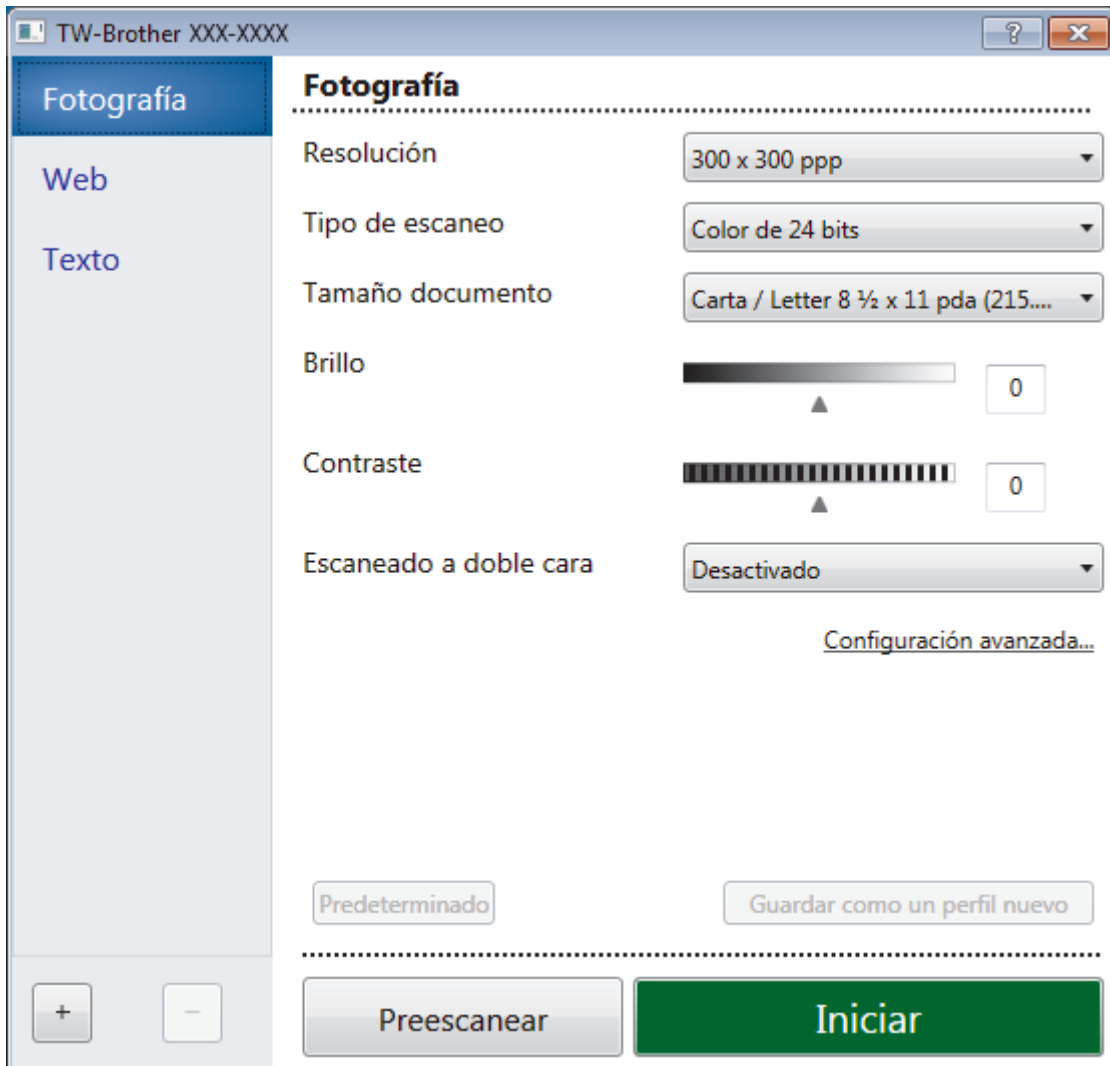 TW-Brother XXX-XXXX
?
Fotografía
Web
Texto
Fotografía
Resolución
300 x 300 ppp
Tipo de escaneo
Color de 24 bits
Tamaño documento
Carta / Letter 8 ½ x 11 pda (215....
Brillo
0
Contraste
0
Escaneado a doble cara
Desactivado
Configuración avanzada...
Predeterminado
Guardar como un perfil nuevo
+
−
Preescanear
Iniciar